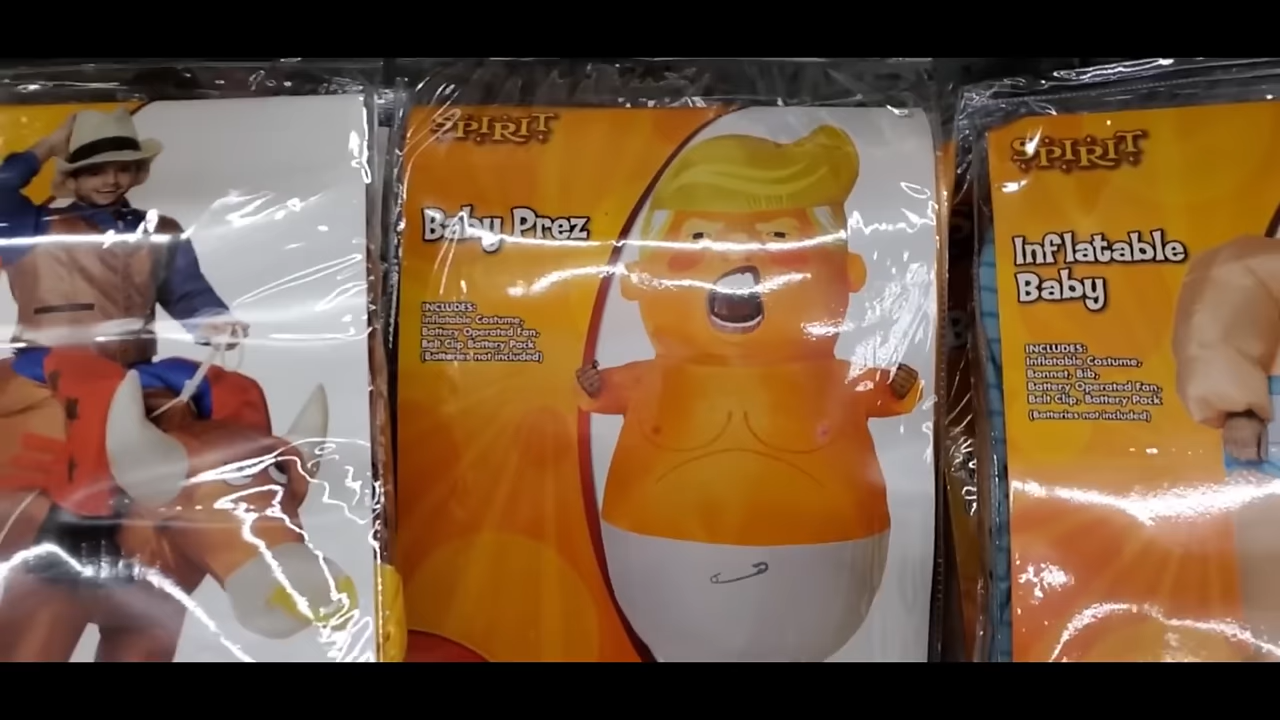 SPIRIT
Baby Prez
INCLUDES:
Inflatable Costume,
Battery Operated Fan,
Belt Clip Battery Pack
(Batteries not included)
SPIRIT
Inflatable
Baby
INCLUDES:
Inflatable Costume,
Bonnet, Bib,
Battery Operated Fan,
Belt Clip, Battery Pack
(Batteries not included)